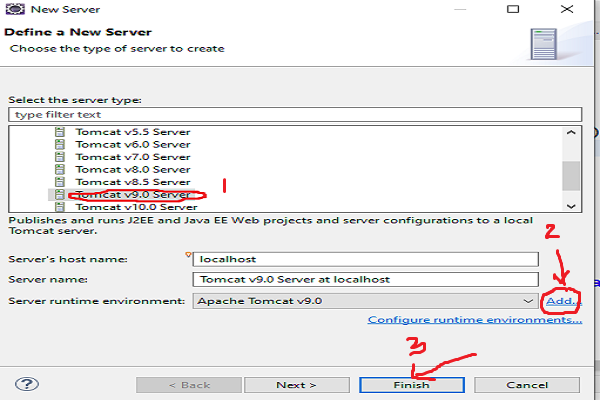 New Server
Define a New Server
Choose the type of server to create
Select the server type:
type filter text
Tomcat v5.5 Server
Tomcat v6.0 Server
Tomcat v7.0 Server
Tomcat v8.0 Server
Tomcat v8.5 Server 1
Tomcat v9.0 Server
Tomcat v10.0 Server
Publishes and runs J2EE and Java EE Web projects and server configurations to a local
Tomcat server.
2
Server's host name: localhost
Server name: Tomcat v9.0 Server at localhost
Server runtime environment: Apache Tomcat v9.0 Add...
Configure runtime environments...
3
? < Back Next > Finish Cancel